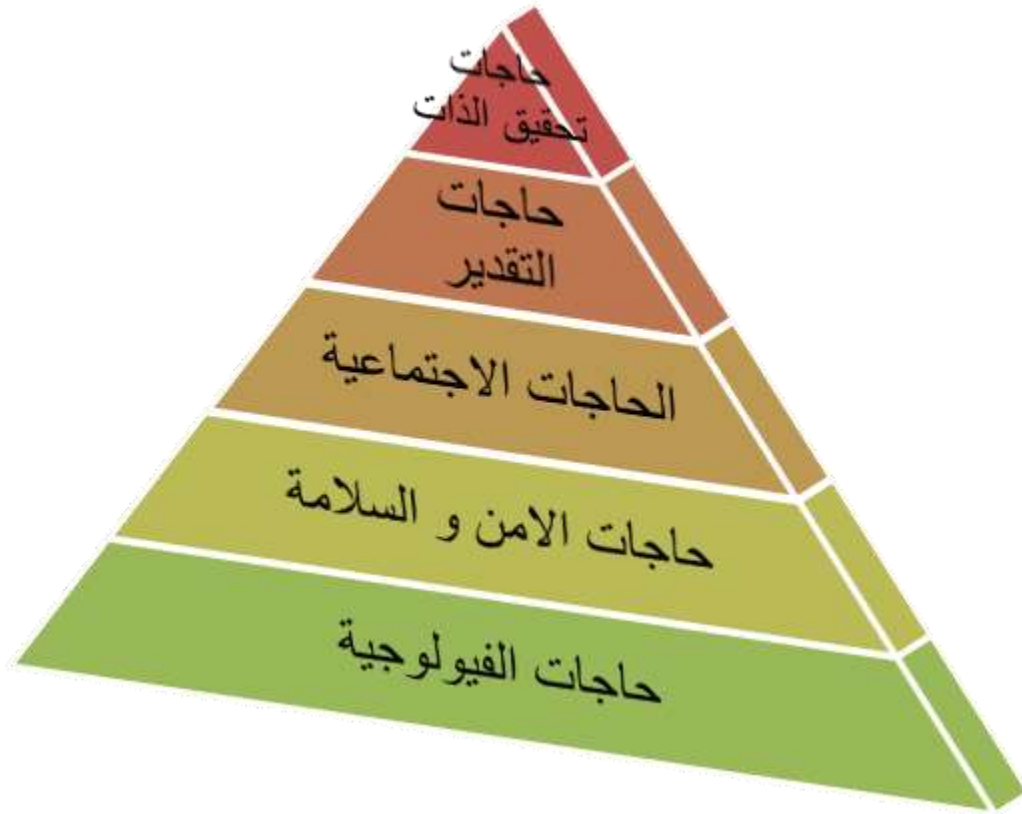 حاجات
تحقيق الذات
حاجات
التقدير
الحاجات الاجتماعية
حاجات الامن و السلامة
حاجات الفيولوجية